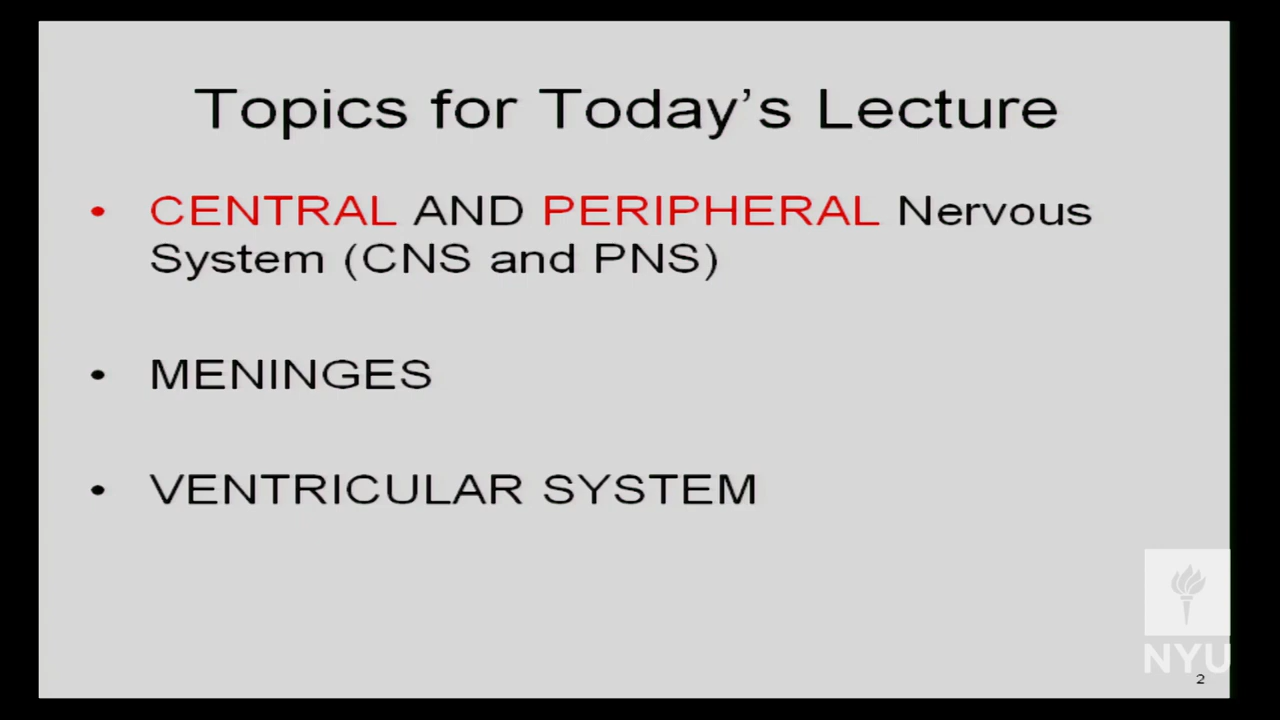 Topics for Today’s Lecture
• CENTRAL AND PERIPHERAL Nervous
System (CNS and PNS)
• MENINGES
• VENTRICULAR SYSTEM
NYU
2